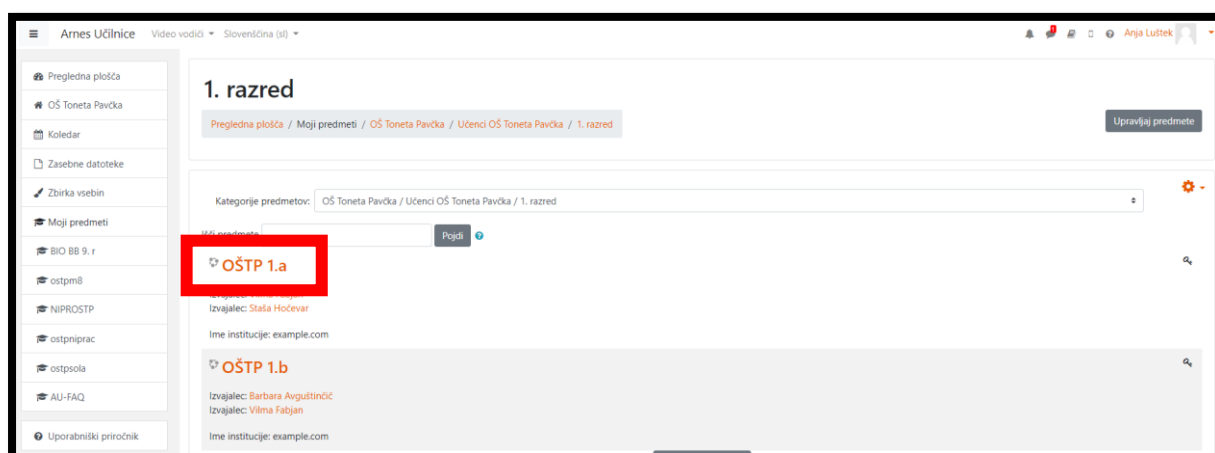 Arnes Učilnice Video vodiči Slovenščina (sl) Anja Luštek
Pregledna plošča
OŠ Toneta Pavčka
Koledar
Zasebne datoteke
Zbirka vsebin
Moji predmeti
BIO BB 9. r
ostpm8
NIPROSTP
ostpniprac
ostpsola
AU-FAQ
Uporabniški priročnik
1. razred
Pregledna plošča / Moji predmeti / OŠ Toneta Pavčka / Učenci OŠ Toneta Pavčka / 1. razred
Upravljaj predmete
Kategorije predmetov: OŠ Toneta Pavčka / Učenci OŠ Toneta Pavčka / 1. razred
Pojdi
OŠTP 1.a
Izvajalec: Staša Hočevar
Ime institucije: example.com
OŠTP 1.b
Izvajalec: Barbara Avguštinčič
Izvajalec: Vilma Fabjan
Ime institucije: example.com